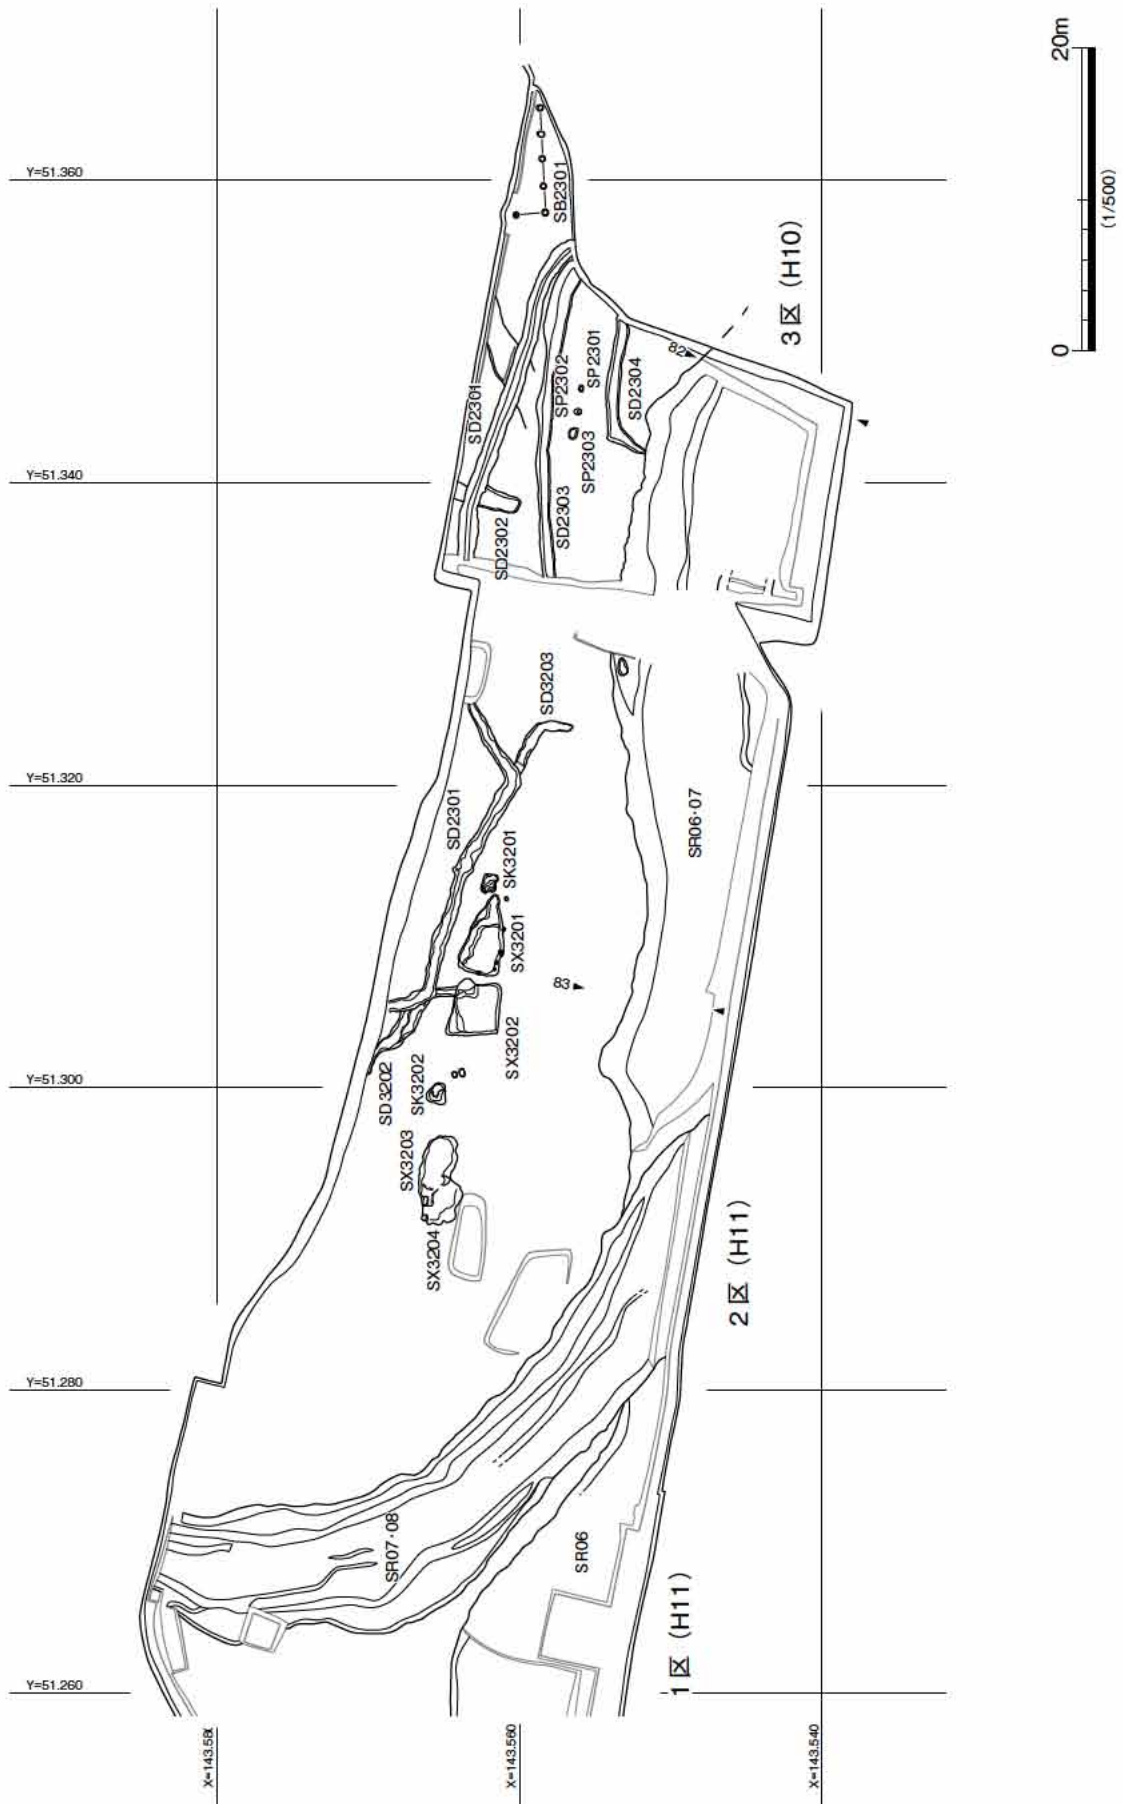 20m
0
(1/500)
Y=51.360
SB2301
3区 (H10)
82
SP2301
SP2302
SD2304
SD2301
SP2303
Y=51.340
SD2303
SD2302
SD3203
Y=51.320
SD2301
SR06·07
SK3201
SX3201
83
SX3202
Y=51.300
SD3202
SK3202
SX3203
SX3204
2区 (H11)
Y=51.280
SR07·08
SR06
1区 (H11)
Y=51.260
X=143.560
X=143.540